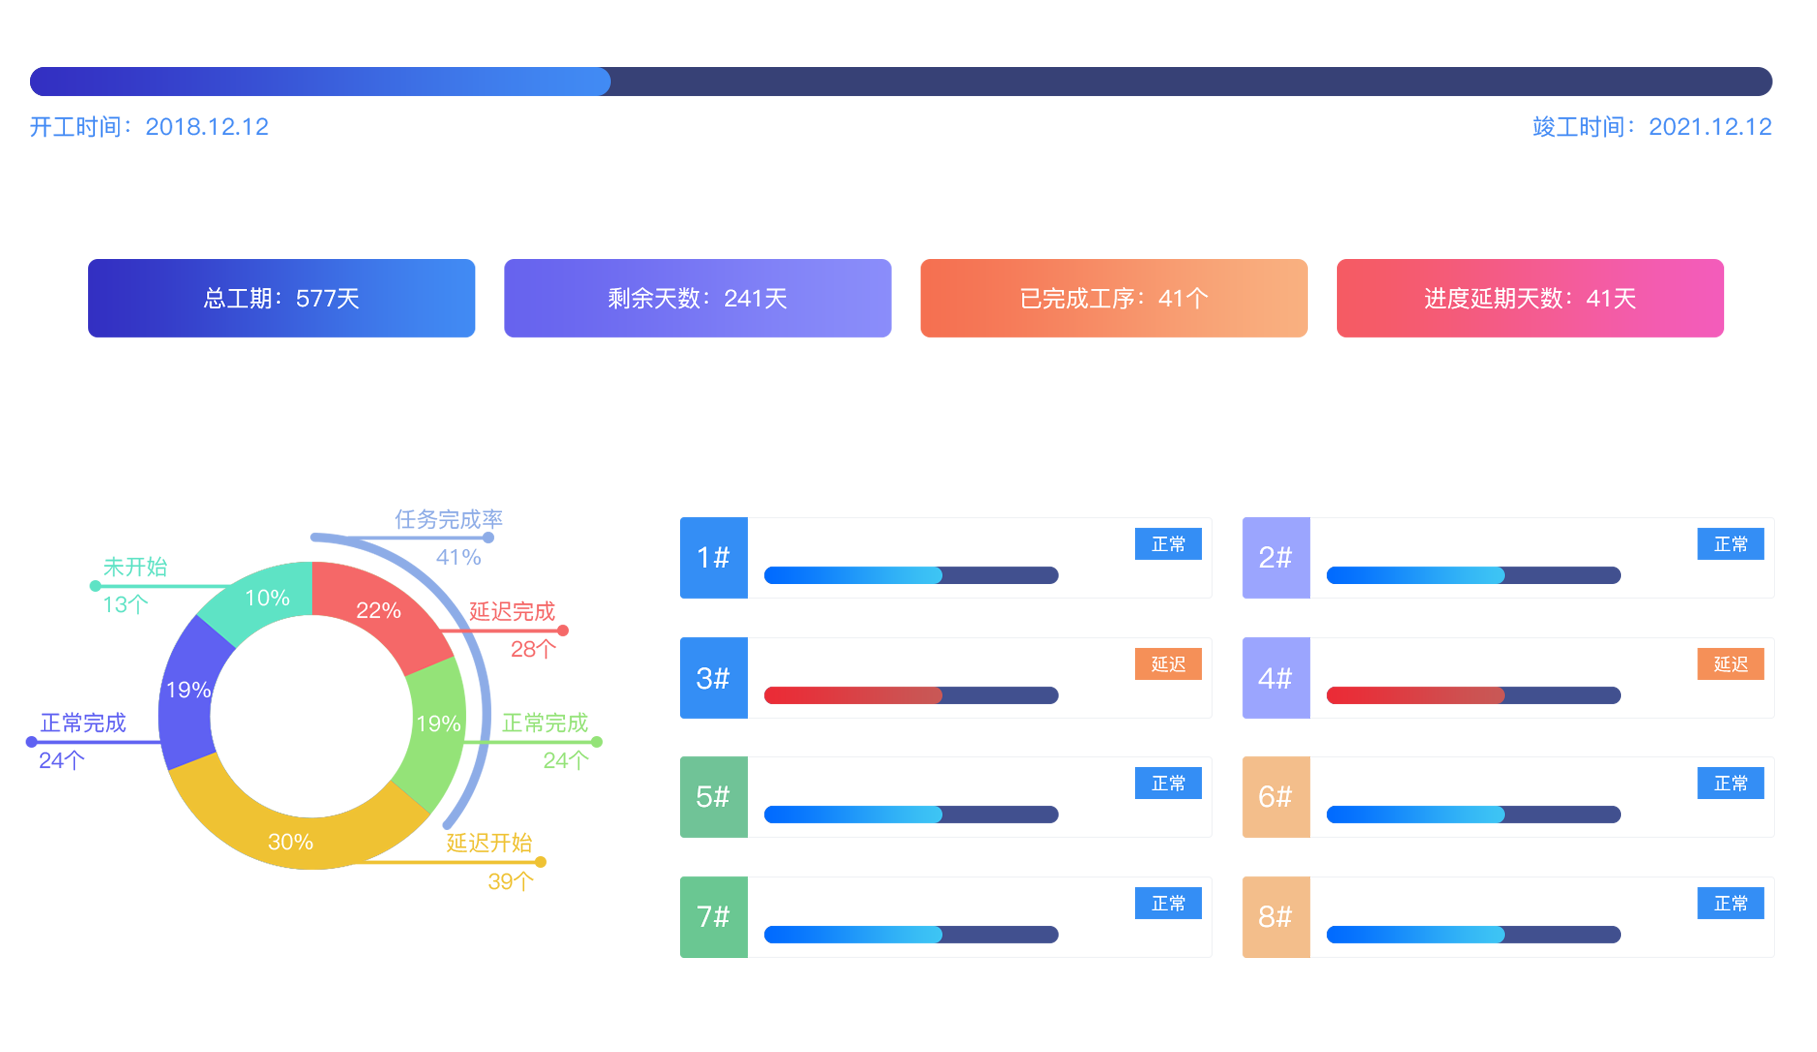 开工时间：2018.12.12
竣工时间：2021.12.12
总工期：577天
剩余天数：241天
已完成工序：41个
进度延期天数：41天
任务完成率
41%
未开始
13个
10%
22%
延迟完成
28个
19%
正常完成
24个
19%
正常完成
24个
30%
延迟开始
39个
1#
正常
2#
正常
3#
延迟
4#
延迟
5#
正常
6#
正常
7#
正常
8#
正常